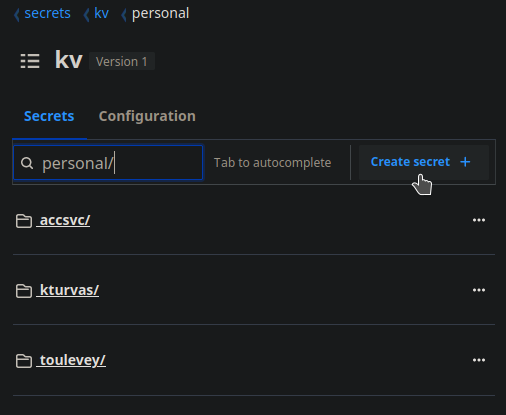 secrets kv personal
kv Version 1
Secrets Configuration
personal/ Tab to autocomplete Create secret +
accsvc/
kturvas/
toulevey/